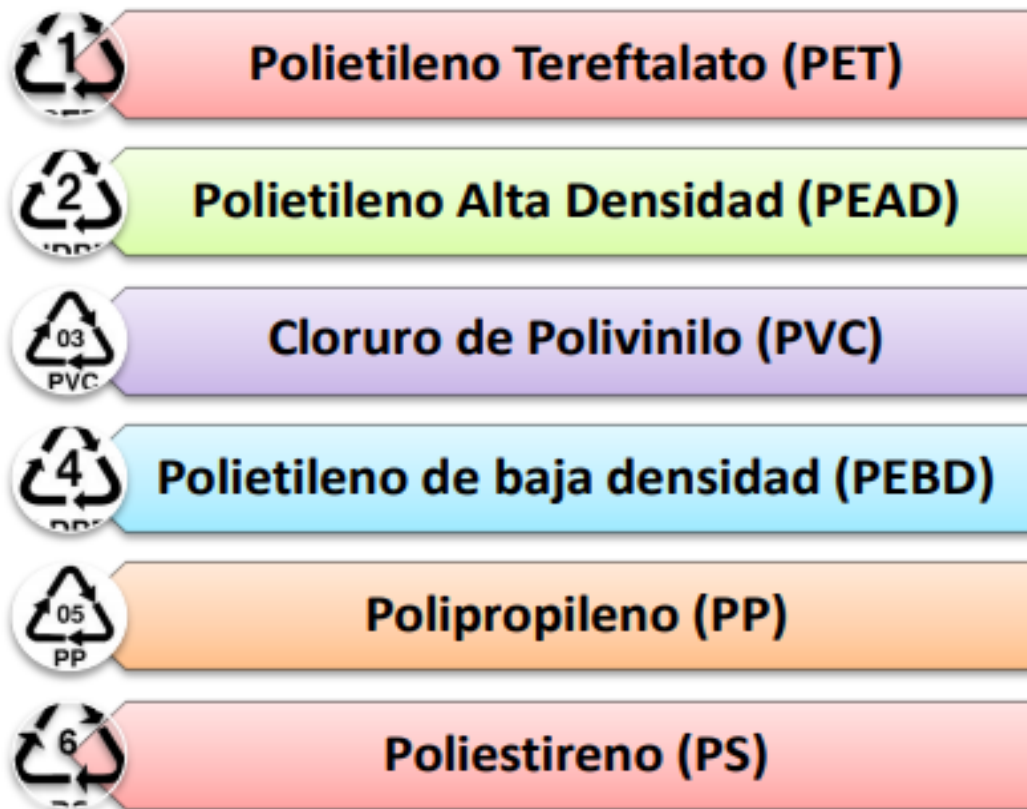 1
Polietileno Tereftalato (PET)
2
Polietileno Alta Densidad (PEAD)
03
PVC
Cloruro de Polivinilo (PVC)
4
Polietileno de baja densidad (PEBD)
05
PP
Polipropileno (PP)
6
Poliestireno (PS)